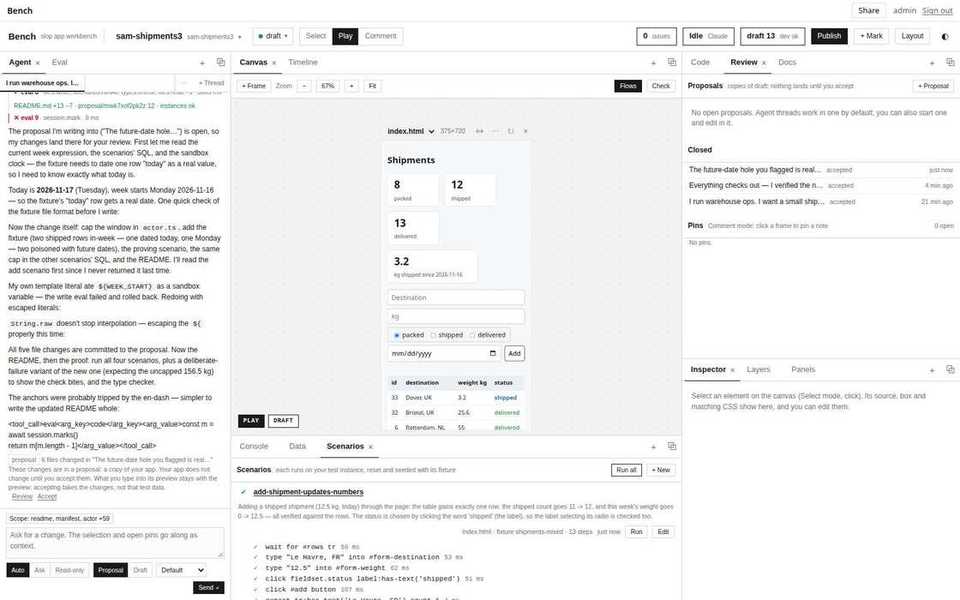 Bench
Share
admin
Sign out
Bench
slop app workbench
sam-shipments3
sam-shipments3
draft
Select
Play
Comment
0 issues
Idle Claude
draft 13 dev ok
Publish
+ Mark
Layout
Agent
Eval
I run warehouse ops. I...
+ Thread
README.md +13 −7
instances ok
✕ eval 9 · session.mark · 9 ms
The proposal I'm writing into ("The future-date hole…") is open, so
my changes land there for your review. First let me read the
current week expression, the scenarios' SQL, and the sandbox
clock — the fixture needs to date one row "today" as a real value,
so I need to know exactly what today is.
Today is 2026-11-17 (Tuesday), week starts Monday 2026-11-16
— so the fixture's "today" row gets a real date. One quick check of
the fixture file format before I write:
Now the change itself: cap the window in actor.ts, add the
fixture (two shipped rows in-week — one dated today, one Monday
— two poisoned with future dates), the proving scenario, the same
cap in the other scenarios' SQL, and the README. I'll read the
add scenario first since I never returned it last time.
My own template literal ate ${WEEK_START} as a sandbox
variable — the write eval failed and rolled back. Redoing with
escaped literals:
String.raw doesn't stop interpolation — escaping the ${
properly this time:
All five file changes are committed to the proposal. Now the
README, then the proof: run all four scenarios, plus a deliberate-
failure variant of the new one (expecting the uncapped 156.5 kg)
to show the check bites, and the type checker.
The anchors were probably tripped by the en-dash — simpler to
write the updated README whole:
<tool_call>eval<arg_key>code</arg_key><arg_value>const m =
await session.marks()
return m[m.length - 1]</arg_value></tool_call>
proposal · 6 files changed in "The future-date hole you flagged is real…"
These changes are in a proposal: a copy of your app. Your app does not
change until you accept them. What you type into its preview stays with the
preview; accepting takes the changes, not that test data.
Review Accept
Scope: readme, manifest, actor +59
Ask for a change. The selection and open pins go along as
context.
Auto
Ask
Read-only
Proposal
Draft
Default
Send
Canvas
Timeline
+ Frame
Zoom
−
67%
+
Fit
Flows
Check
index.html
375×720
Shipments
8
packed
12
shipped
13
delivered
3.2
kg shipped since 2026-11-16
Destination
kg
packed
shipped
delivered
mm/dd/yyyy
Add
id destination weight kg status
33 Dover, UK 3.2 shipped
32 Bristol, UK 25.6 delivered
6 Rotterdam, NL 55 delivered
PLAY
DRAFT
Console
Data
Scenarios
Scenarios each runs on your test instance, reset and seeded with its fixture
Run all
+ New
✓ add-shipment-updates-numbers
Adding a shipped shipment (12.5 kg, today) through the page: the table gains exactly one row, the shipped count goes 11 -> 12, and this week's weight goes
0 -> 12.5 — all verified against the rows. The status is chosen by clicking the word 'shipped' (the label), so the label selecting its radio is checked too.
index.html · fixture shipments-mixed · 13 steps just now
Run
Edit
✓ wait for #rows tr 56 ms
✓ type "Le Havre, FR" into #form-destination 53 ms
✓ type "12.5" into #form-weight 62 ms
✓ click fieldset.status label:has-text('shipped') 51 ms
✓ click #add button 107 ms
Code
Review
Docs
Proposals copies of draft: nothing lands until you accept
+ Proposal
No open proposals. Agent threads work in one by default, you can also start
one and edit in it.
Closed
The future-date hole you flagged is real… accepted just now
Everything checks out — I verified the n… accepted 4 min ago
I run warehouse ops. I want a small ship… accepted 21 min ago
Pins Comment mode: click a frame to pin a note 0 open
No pins.
Inspector
Layers
Panels
Select an element on the canvas (Select mode, click). Its source, box and
matching CSS show here, and you can edit them.